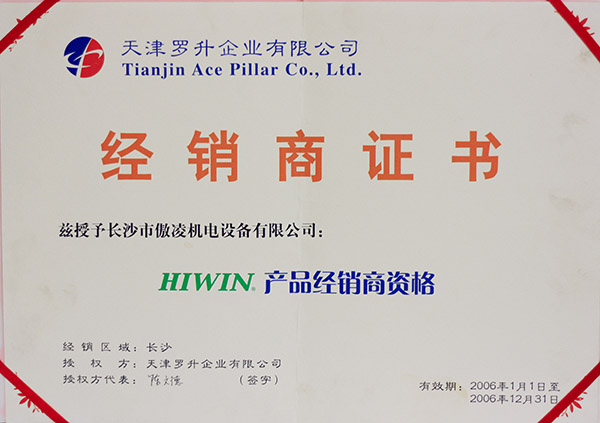 天津罗升企业有限公司
Tianjin Ace Pillar Co., Ltd.
经销商证书
兹授予长沙市傲凌机电设备有限公司：
HIWIN® 产品经销商资格
经销区域：长沙
授权方：天津罗升企业有限公司
授权方代表： （签字）
有效期：2006年1月1日至
2006年12月31日